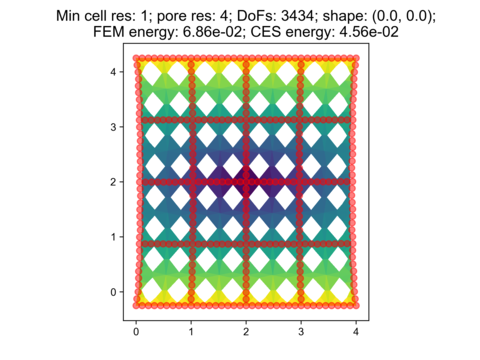 Min cell res: 1; pore res: 4; DoFs: 3434; shape: (0.0, 0.0);
FEM energy: 6.86e-02; CES energy: 4.56e-02
4
3
2
1
0
0 1 2 3 4